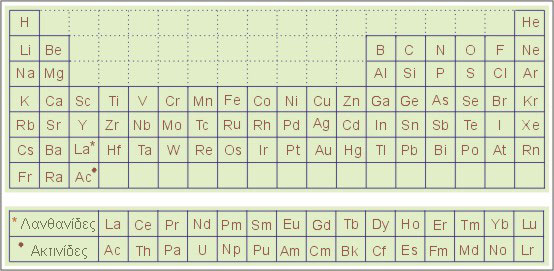 H He
Li Be B C N O F Ne
Na Mg Al Si P S Cl Ar
K Ca Sc Ti V Cr Mn Fe Co Ni Cu Zn Ga Ge As Se Br Kr
Rb Sr Y Zr Nb Mo Tc Ru Rh Pd Ag Cd In Sn Sb Te I Xe
Cs Ba La* Hf Ta W Re Os Ir Pt Au Hg Tl Pb Bi Po At Rn
Fr Ra Ac•
* Λανθανίδες La Ce Pr Nd Pm Sm Eu Gd Tb Dy Ho Er Tm Yb Lu
• Ακτινίδες Ac Th Pa U Np Pu Am Cm Bk Cf Es Fm Md No Lr